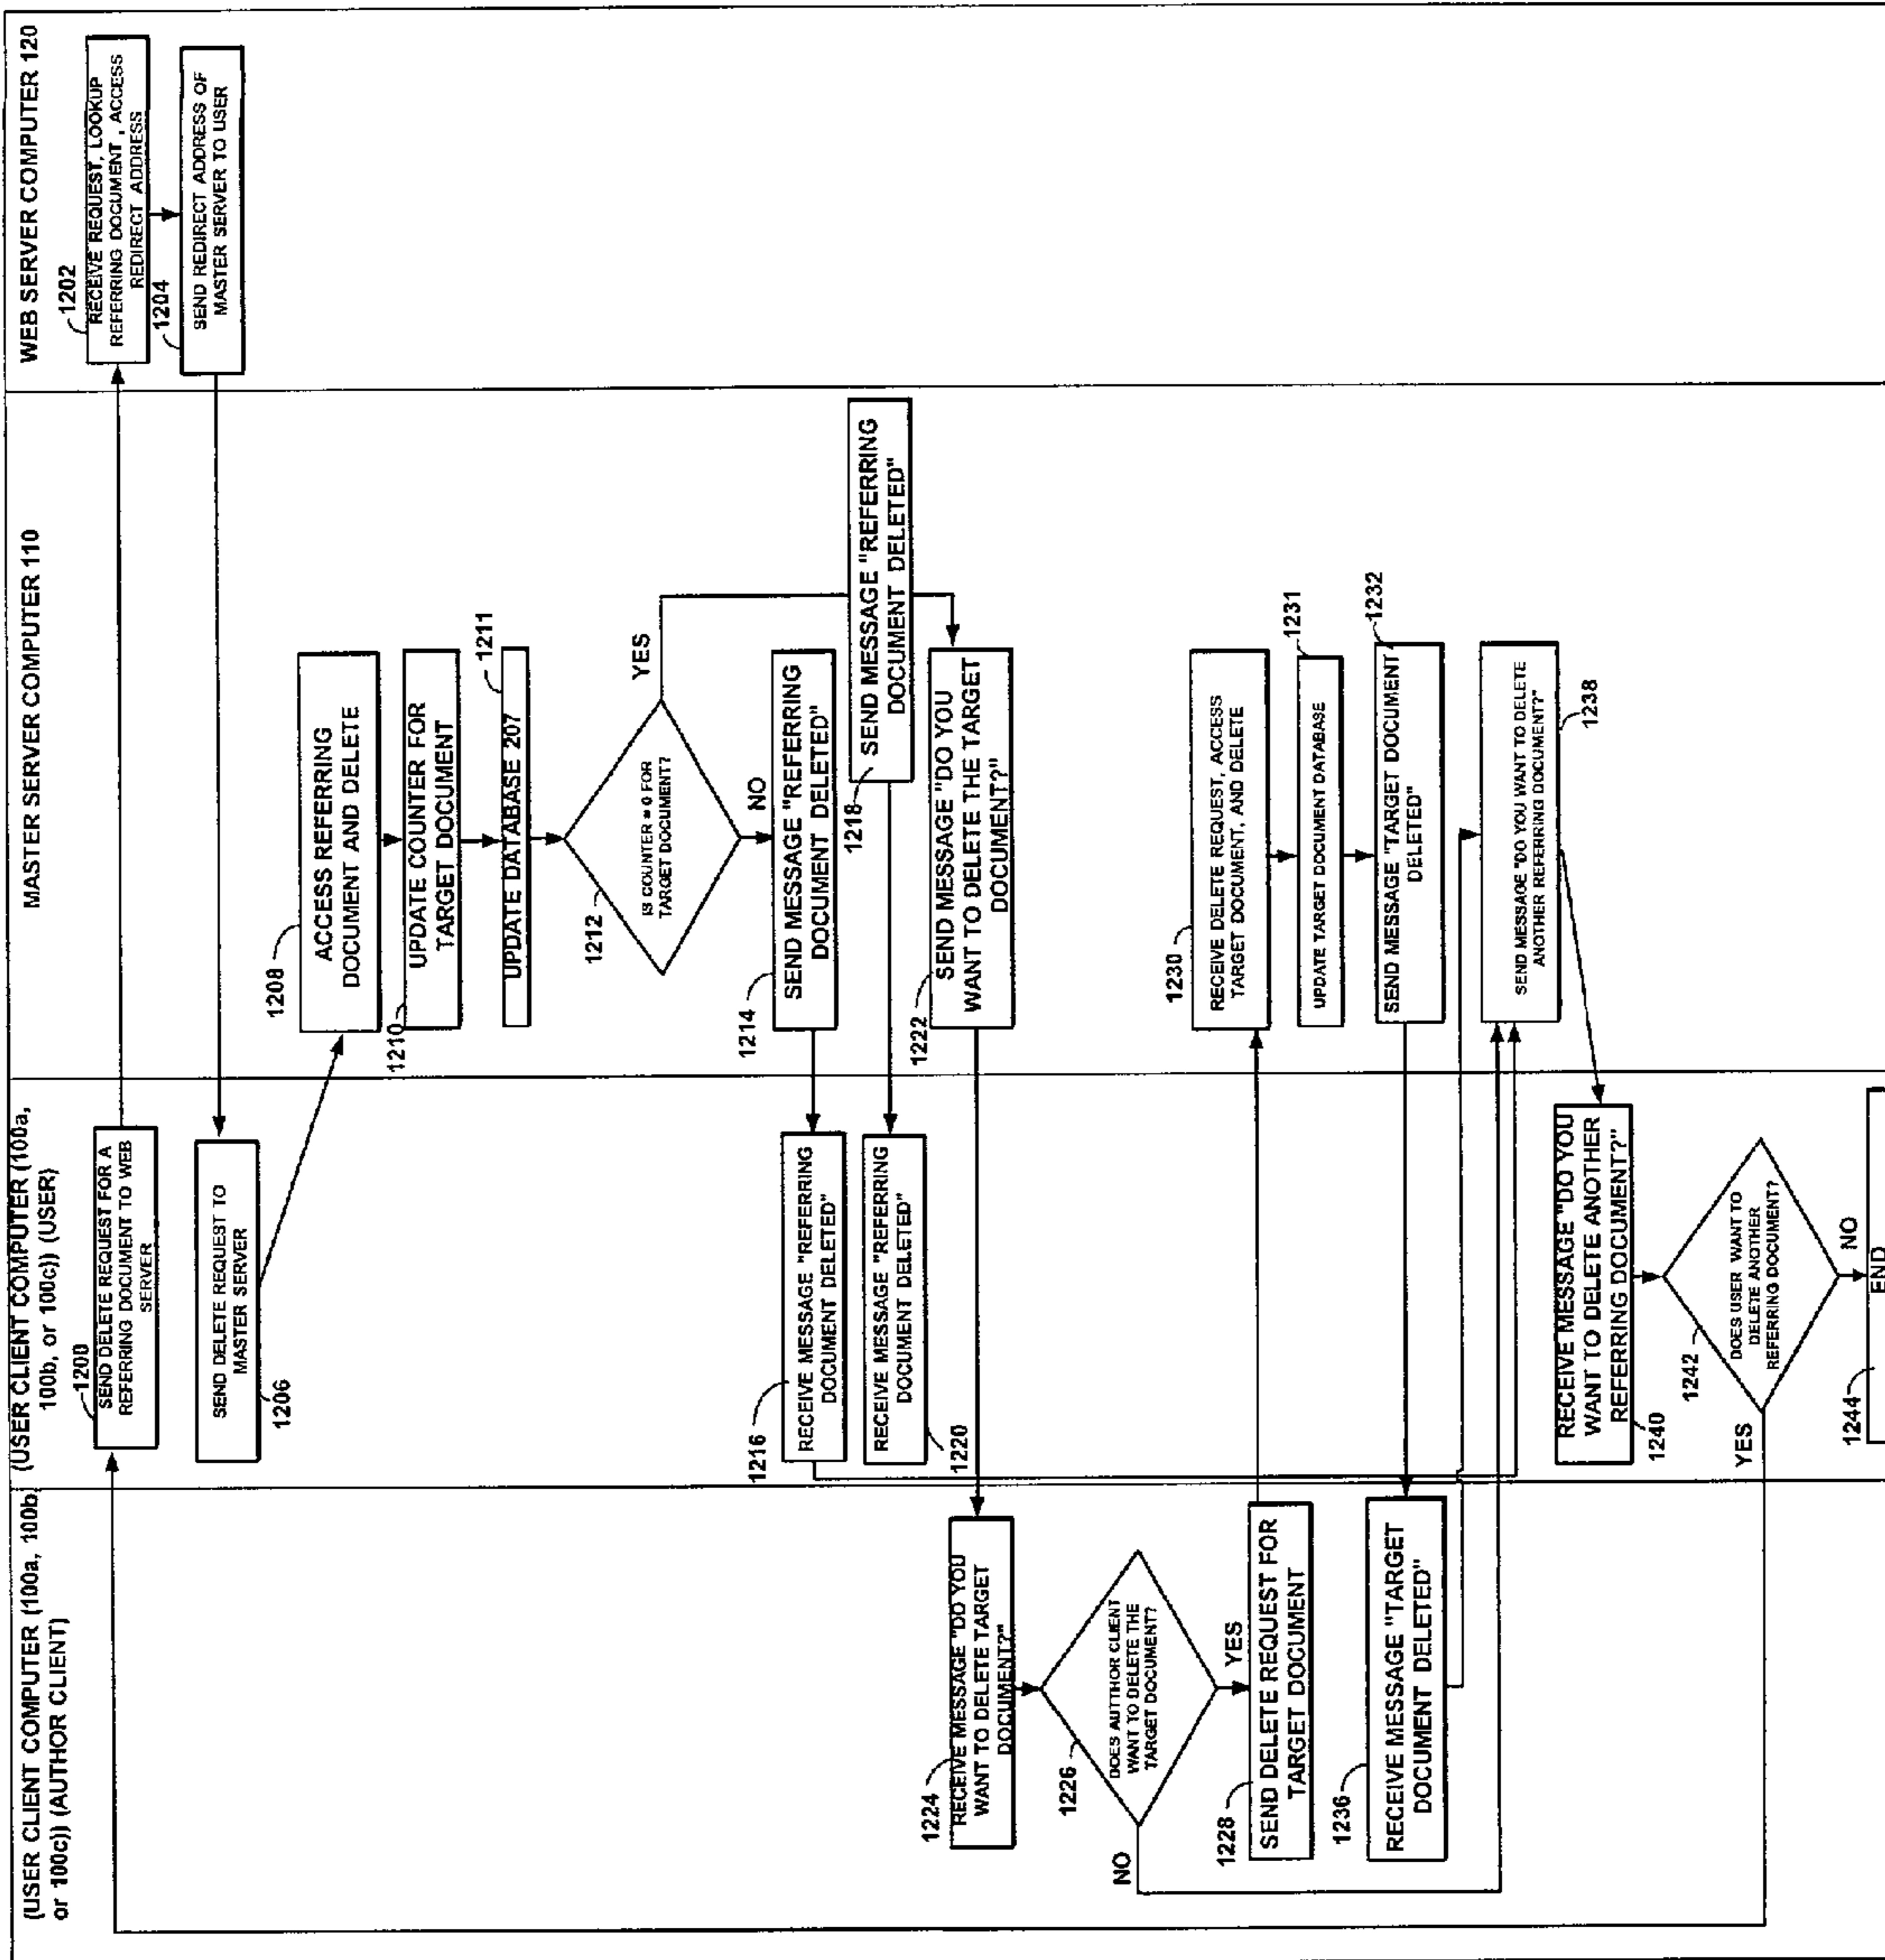 (USER CLIENT COMPUTER (100a, 100b,
or 100c)) (AUTHOR CLIENT)
(USER CLIENT COMPUTER (100a,
100b, or 100c)) (USER)
MASTER SERVER COMPUTER 110
WEB SERVER COMPUTER 120
1200
SEND DELETE REQUEST FOR A
REFERRING DOCUMENT TO WEB
SERVER
1202
RECEIVE REQUEST, LOOKUP
REFERRING DOCUMENT , ACCESS
REDIRECT ADDRESS
1204
SEND REDIRECT ADDRESS OF
MASTER SERVER TO USER
SEND DELETE REQUEST TO
MASTER SERVER
1206
1208
ACCESS REFERRING
DOCUMENT AND DELETE
1210
UPDATE COUNTER FOR
TARGET DOCUMENT
1211
UPDATE DATABASE 207
1212
IS COUNTER = 0 FOR
TARGET DOCUMENT?
YES
NO
1214
SEND MESSAGE "REFERRING
DOCUMENT DELETED"
1216
RECEIVE MESSAGE "REFERRING
DOCUMENT DELETED"
1218
SEND MESSAGE "REFERRING
DOCUMENT DELETED"
RECEIVE MESSAGE "REFERRING
DOCUMENT DELETED"
1220
1222
SEND MESSAGE "DO YOU
WANT TO DELETE THE TARGET
DOCUMENT?"
1224
RECEIVE MESSAGE "DO YOU
WANT TO DELETE TARGET
DOCUMENT?"
1226
DOES AUTTHOR CLIENT
WANT TO DELETE THE
TARGET DOCUMENT?
NO
YES
1228
SEND DELETE REQUEST FOR
TARGET DOCUMENT
1230
RECEIVE DELETE REQUEST, ACCESS
TARGET DOCUMENT, AND DELETE
1231
UPDATE TARGET DOCUMENT DATABASE
1232
SEND MESSAGE "TARGET DOCUMENT
DELETED"
1236
RECEIVE MESSAGE "TARGET
DOCUMENT DELETED"
SEND MESSAGE "DO YOU WANT TO DELETE
ANOTHER REFERRING DOCUMENT?"
1238
RECEIVE MESSAGE "DO YOU
WANT TO DELETE ANOTHER
REFERRING DOCUMENT?"
1240
1242
DOES USER WANT TO
DELETE ANOTHER
REFERRING DOCUMENT?
YES
NO
1244
END